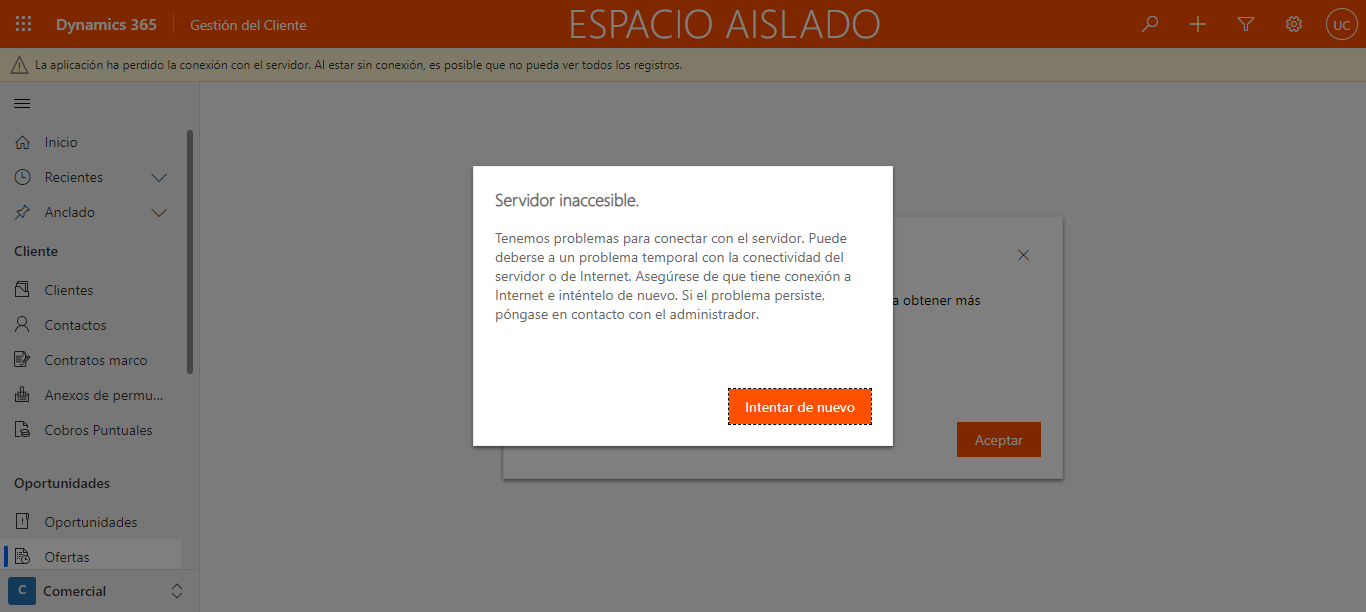 Dynamics 365
Gestión del Cliente
ESPACIO AISLADO
UC
La aplicación ha perdido la conexión con el servidor. Al estar sin conexión, es posible que no pueda ver todos los registros.
Inicio
Recientes
Anclado
Cliente
Clientes
Contactos
Contratos marco
Anexos de permu...
Cobros Puntuales
Oportunidades
Oportunidades
Ofertas
C
Comercial
Servidor inaccesible.
Tenemos problemas para conectar con el servidor. Puede
deberse a un problema temporal con la conectividad del
servidor o de Internet. Asegúrese de que tiene conexión a
Internet e inténtelo de nuevo. Si el problema persiste,
póngase en contacto con el administrador.
Intentar de nuevo
a obtener más
Aceptar